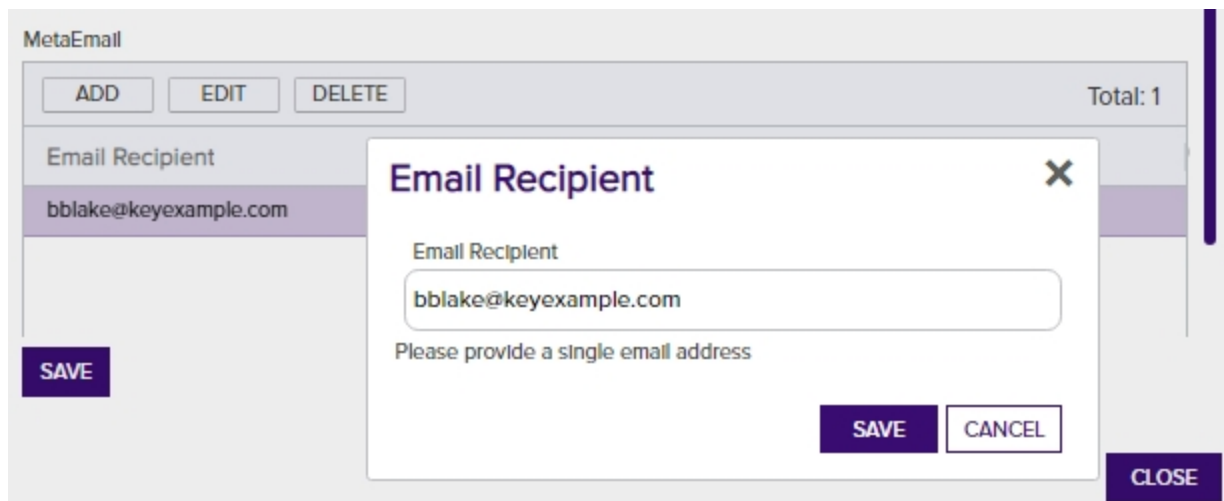 MetaEmail
ADD EDIT DELETE Total: 1
Email Recipient
bblake@keyexample.com
Email Recipient
Email Recipient
bblake@keyexample.com
Please provide a single email address
SAVE CANCEL
SAVE
CLOSE